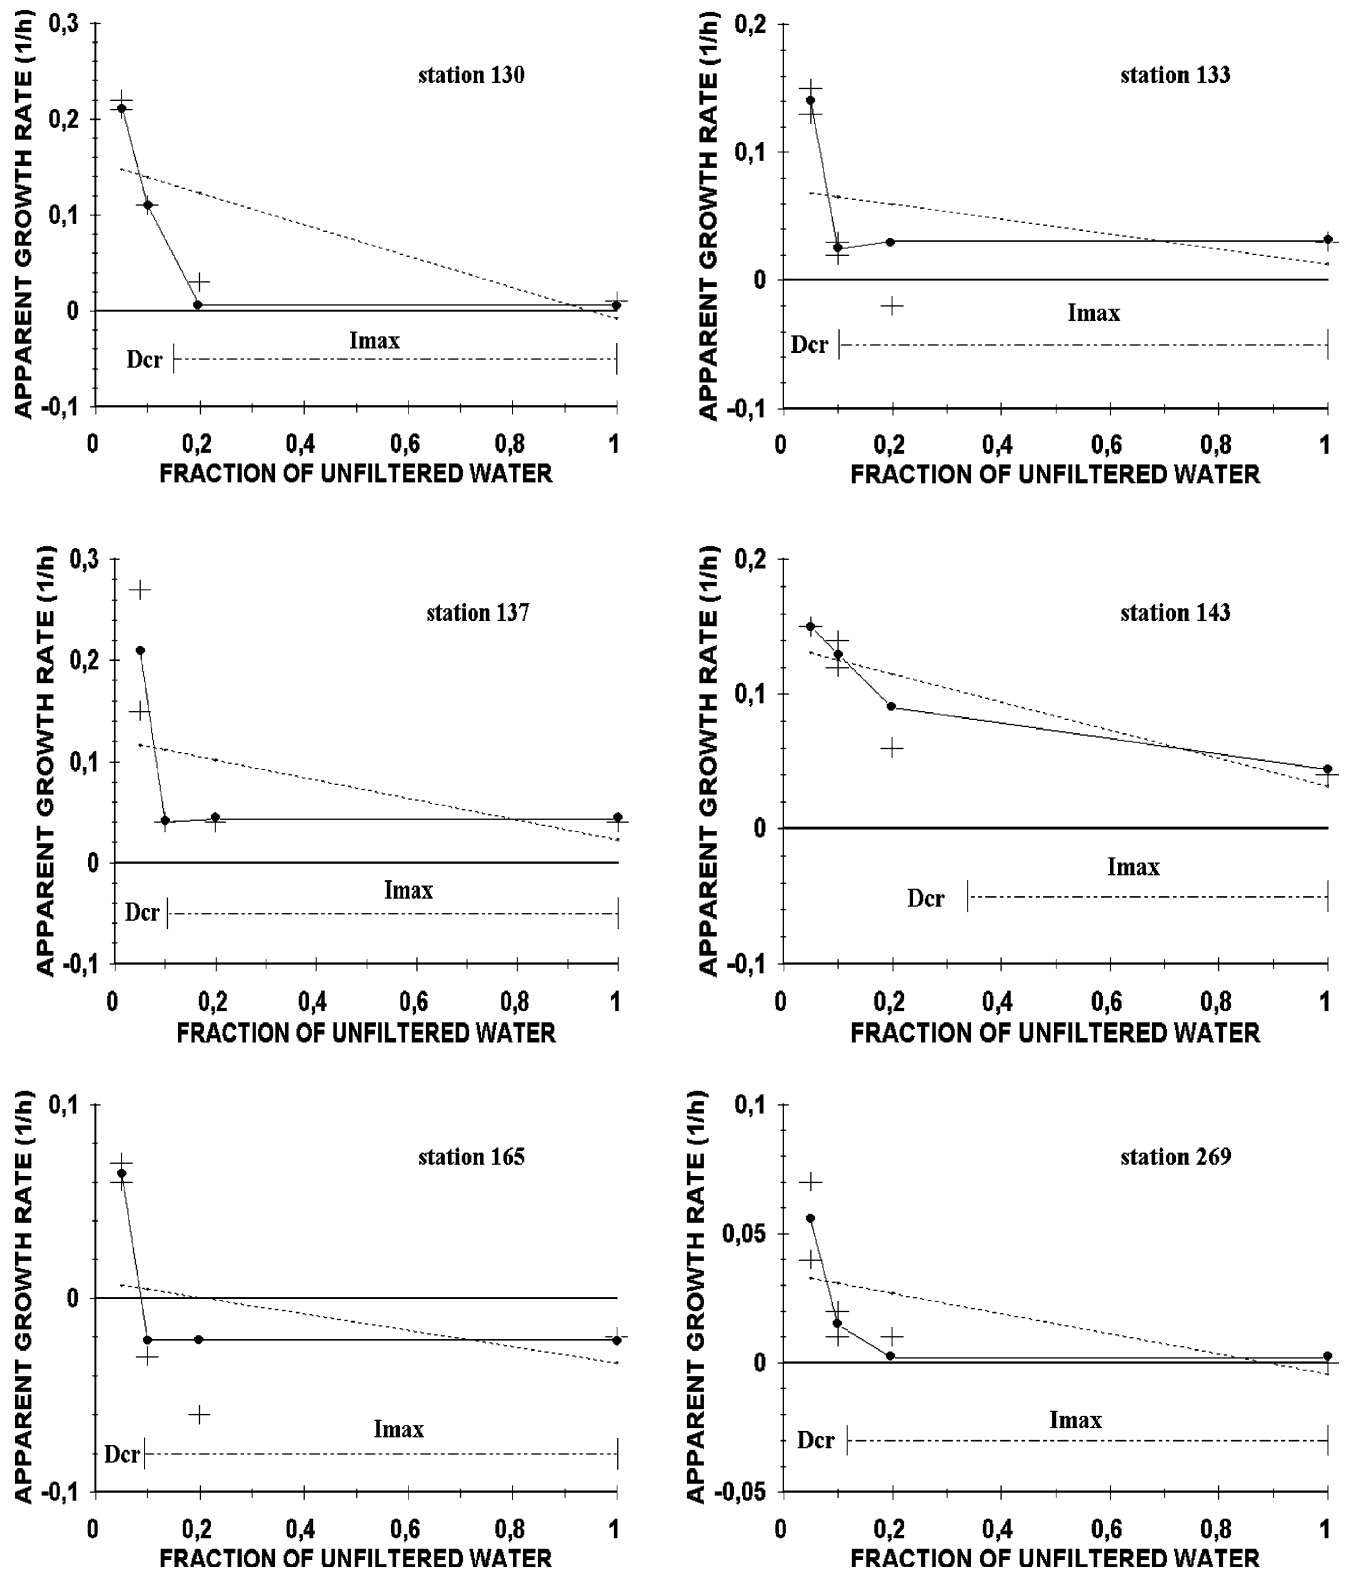 APPARENT GROWTH RATE (1/h)
0,3
0,2
0,1
0
-0,1
station 130
Imax
Dcr
0 0,2 0,4 0,6 0,8 1
FRACTION OF UNFILTERED WATER
APPARENT GROWTH RATE (1/h)
0,2
0,1
0
-0,1
station 133
Imax
Dcr
0 0,2 0,4 0,6 0,8 1
FRACTION OF UNFILTERED WATER
APPARENT GROWTH RATE (1/h)
0,3
0,2
0,1
0
-0,1
station 137
Imax
Dcr
0 0,2 0,4 0,6 0,8 1
FRACTION OF UNFILTERED WATER
APPARENT GROWTH RATE (1/h)
0,2
0,1
0
-0,1
station 143
Imax
Dcr
0 0,2 0,4 0,6 0,8 1
FRACTION OF UNFILTERED WATER
APPARENT GROWTH RATE (1/h)
0,1
0
-0,1
station 165
Imax
Dcr
0 0,2 0,4 0,6 0,8 1
FRACTION OF UNFILTERED WATER
APPARENT GROWTH RATE (1/h)
0,1
0,05
0
-0,05
station 269
Imax
Dcr
0 0,2 0,4 0,6 0,8 1
FRACTION OF UNFILTERED WATER